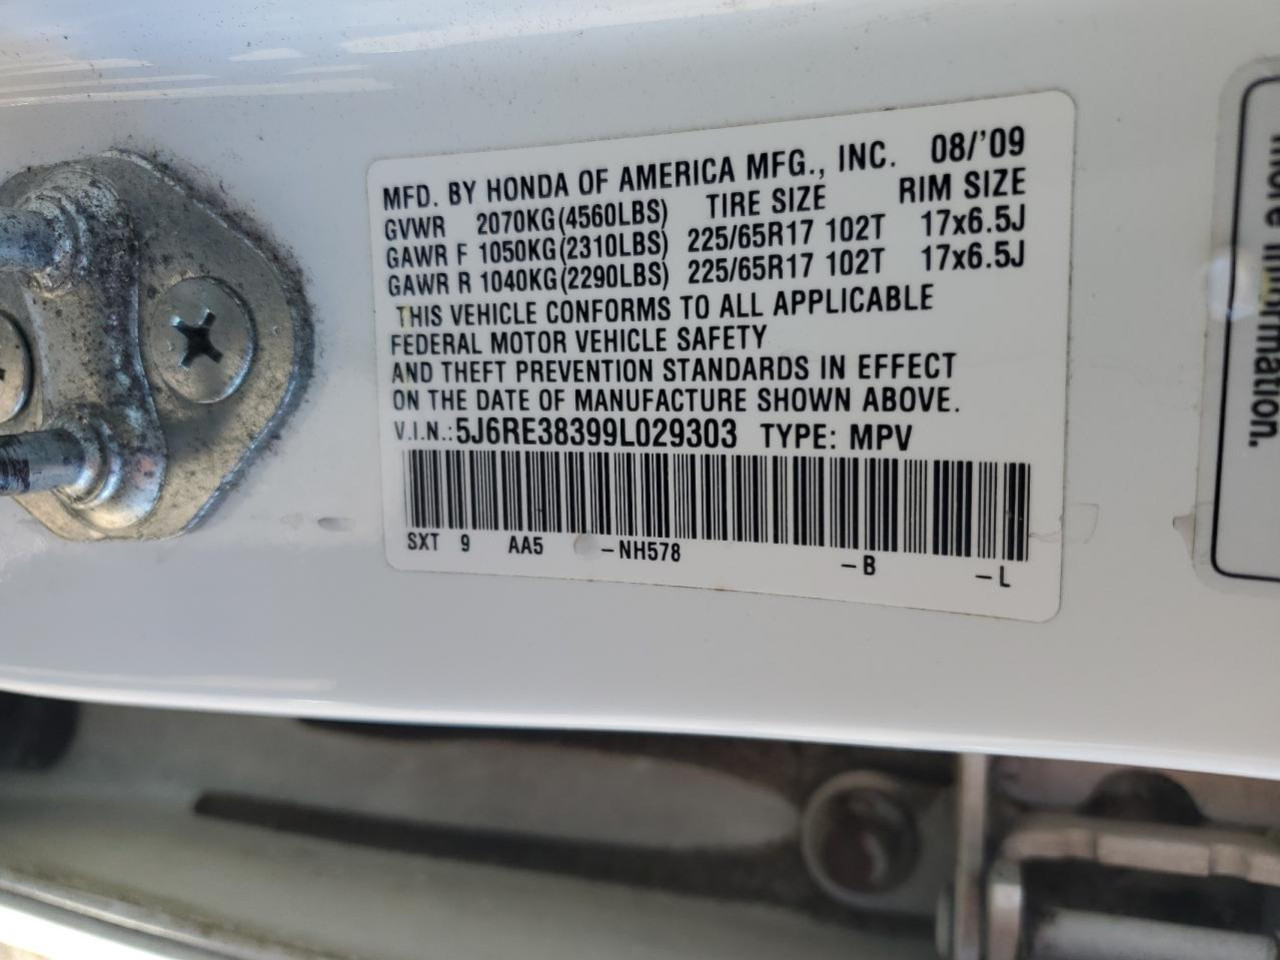 MFD. BY HONDA OF AMERICA MFG., INC. 08/'09
GVWR 2070KG(4560LBS) TIRE SIZE RIM SIZE
GAWR F 1050KG(2310LBS) 225/65R17 102T 17x6.5J
GAWR R 1040KG(2290LBS) 225/65R17 102T 17x6.5J
THIS VEHICLE CONFORMS TO ALL APPLICABLE
FEDERAL MOTOR VEHICLE SAFETY
AND THEFT PREVENTION STANDARDS IN EFFECT
ON THE DATE OF MANUFACTURE SHOWN ABOVE.
V.I.N.: 5J6RE38399L029303 TYPE: MPV
SXT 9 AA5 -NH578 -B -L
more information.